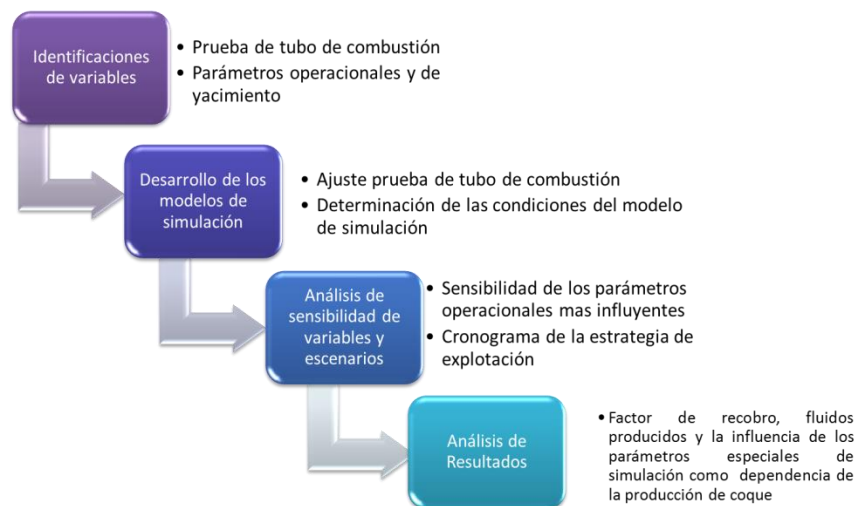 Identificaciones
de variables
• Prueba de tubo de combustión
• Parámetros operacionales y de
yacimiento
Desarrollo de los
modelos de
simulación
• Ajuste prueba de tubo de combustión
• Determinación de las condiciones del modelo
de simulación
Análisis de
sensibilidad de
variables y
escenarios
• Sensibilidad de los parámetros
operacionales mas influyentes
• Cronograma de la estrategia de
explotación
Análisis de
Resultados
• Factor de recobro, fluidos
producidos y la influencia de los
parámetros especiales de
simulación como dependencia de
la producción de coque